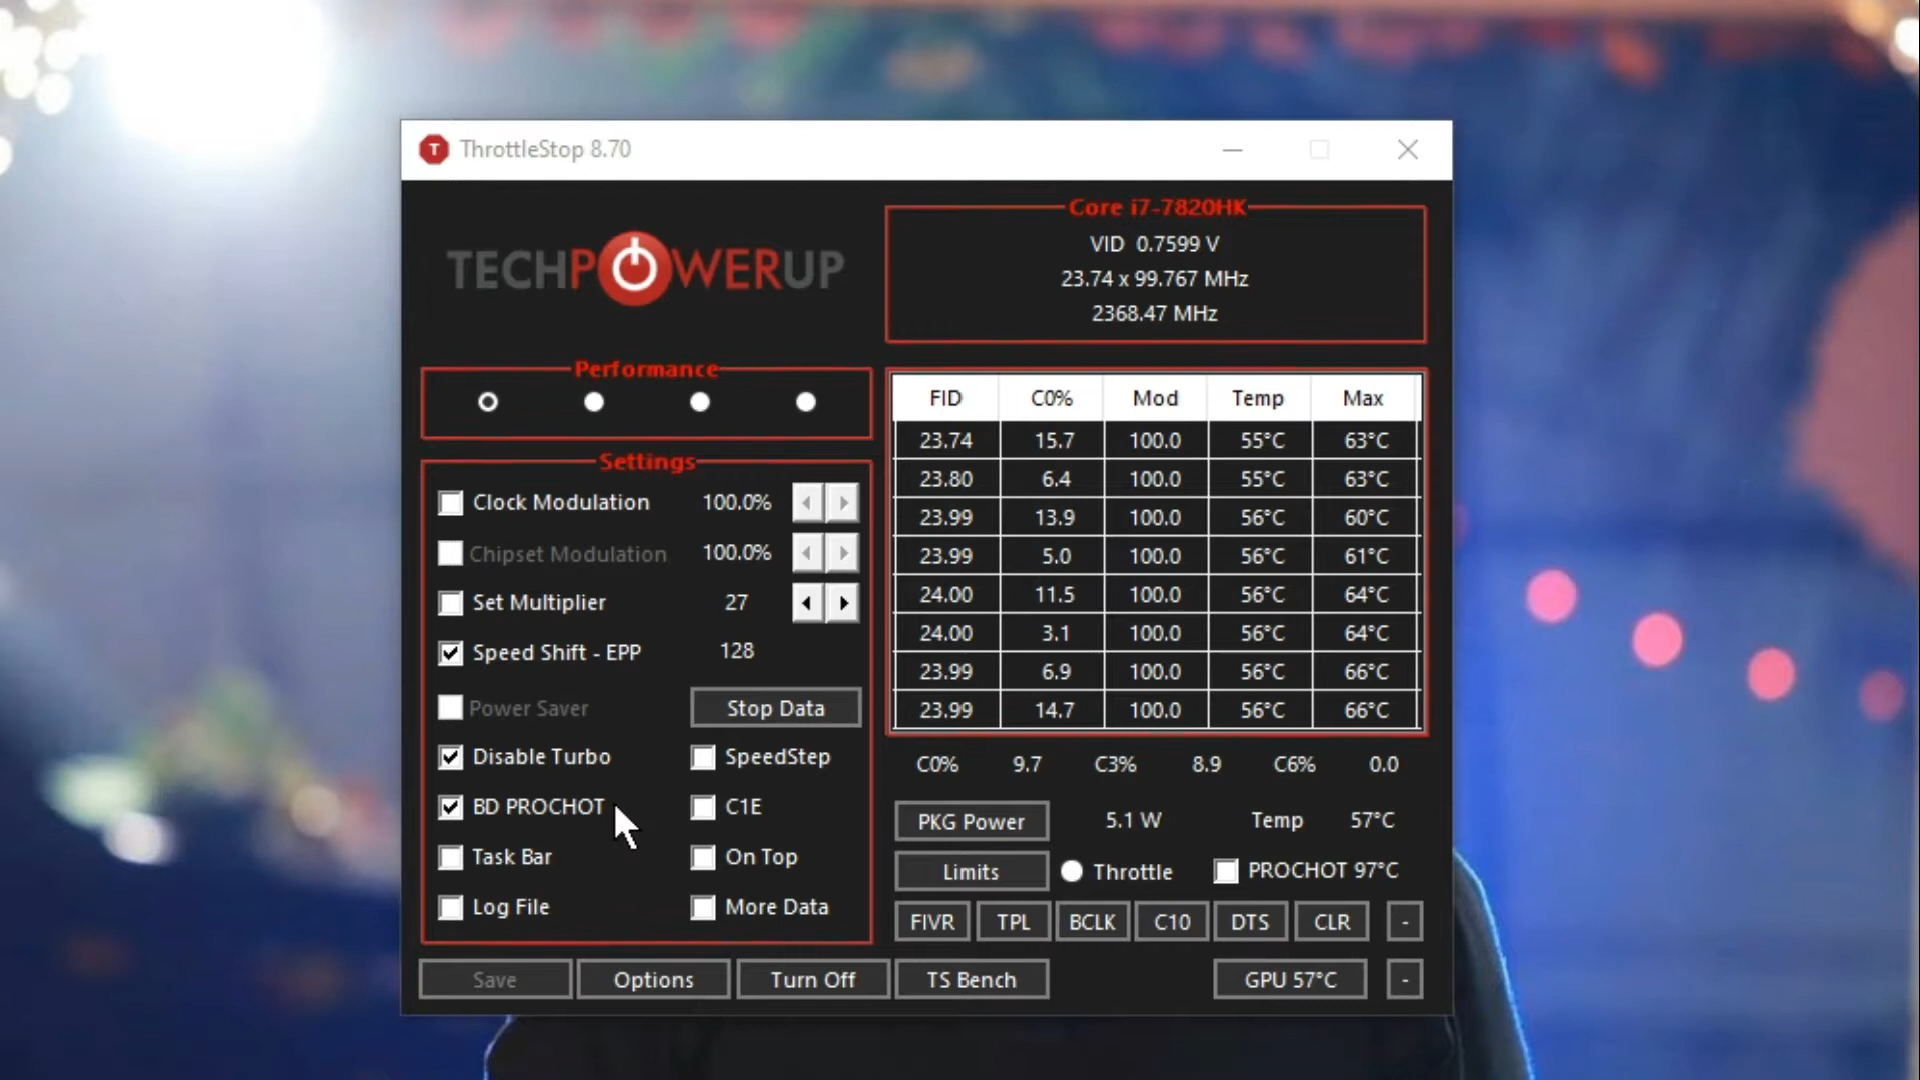 ThrottleStop 8.70
TECHPOWERUP
Core i7-7820HK
VID 0.7599 V
23.74 x 99.767 MHz
2368.47 MHz
Performance
Settings
Clock Modulation 100.0%
Chipset Modulation 100.0%
Set Multiplier 27
Speed Shift - EPP 128
Power Saver Stop Data
Disable Turbo SpeedStep
BD PROCHOT C1E
Task Bar On Top
Log File More Data
FID C0% Mod Temp Max
23.74 15.7 100.0 55°C 63°C
23.80 6.4 100.0 55°C 63°C
23.99 13.9 100.0 56°C 60°C
23.99 5.0 100.0 56°C 61°C
24.00 11.5 100.0 56°C 64°C
24.00 3.1 100.0 56°C 64°C
23.99 6.9 100.0 56°C 66°C
23.99 14.7 100.0 56°C 66°C
C0% 9.7 C3% 8.9 C6% 0.0
PKG Power 5.1 W Temp 57°C
Limits Throttle PROCHOT 97°C
FIVR TPL BCLK C10 DTS CLR -
Save Options Turn Off TS Bench GPU 57°C -